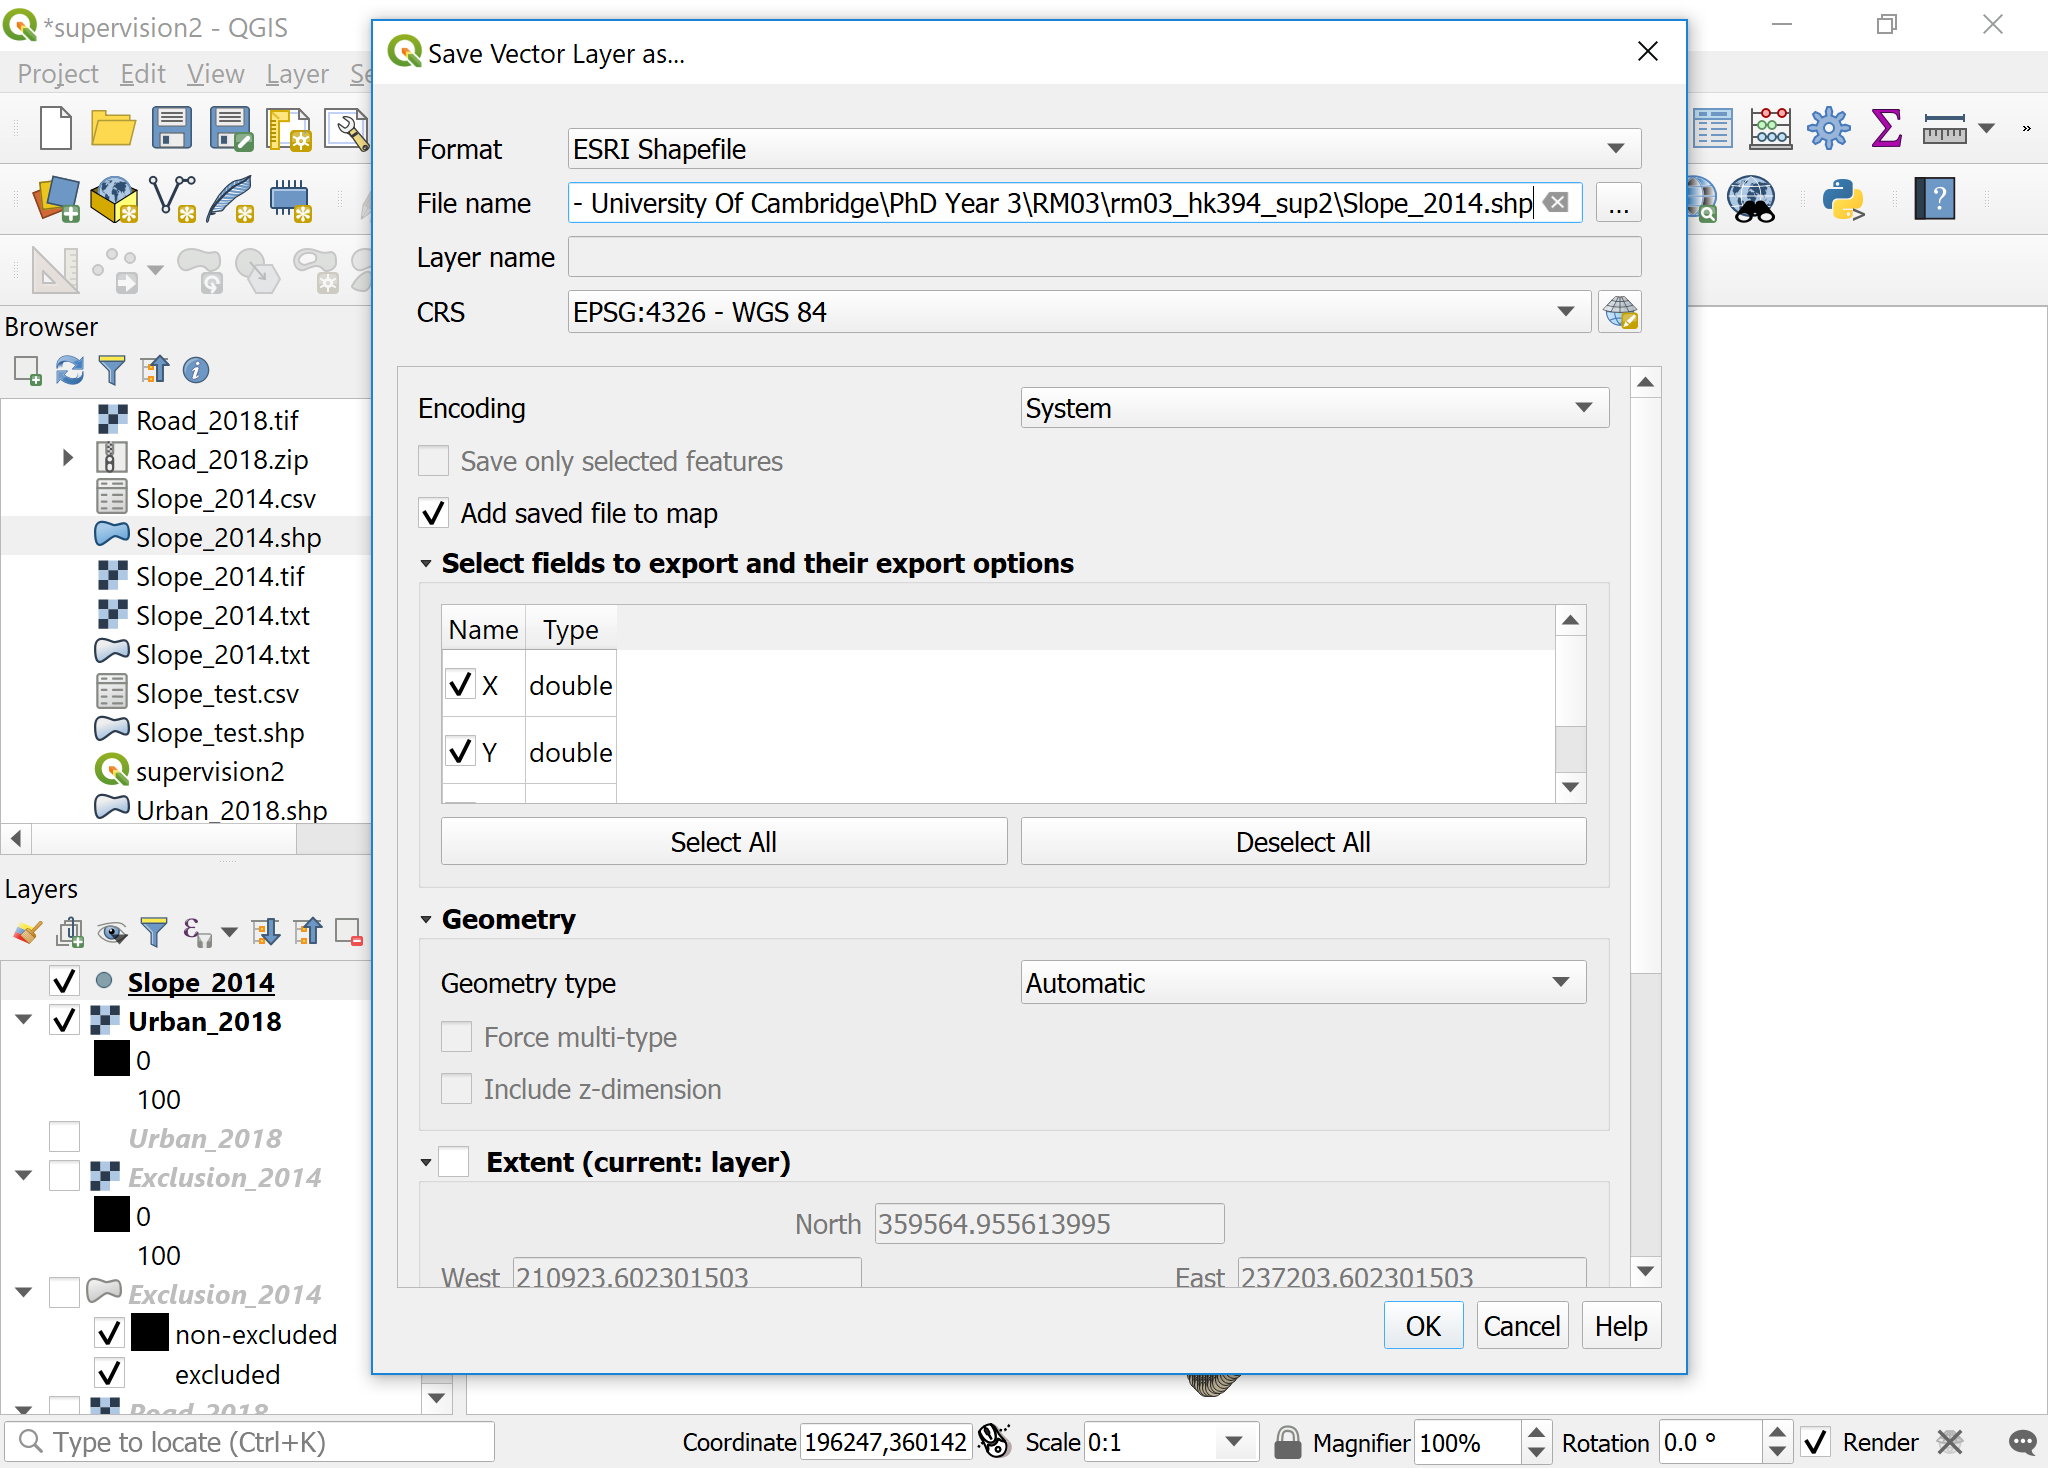 *supervision2 - QGIS
Project Edit View Layer Se
Save Vector Layer as...
Format ESRI Shapefile
File name - University Of Cambridge\PhD Year 3\RM03\rm03_hk394_sup2\Slope_2014.shp ...
Layer name
CRS EPSG:4326 - WGS 84
Encoding System
Save only selected features
Add saved file to map
Select fields to export and their export options
Name Type
X double
Y double
Select All Deselect All
Geometry
Geometry type Automatic
Force multi-type
Include z-dimension
Extent (current: layer)
North 359564.955613995
West 210923.602301503 East 237203.602301503
OK Cancel Help
Browser
Road_2018.tif
Road_2018.zip
Slope_2014.csv
Slope_2014.shp
Slope_2014.tif
Slope_2014.txt
Slope_2014.txt
Slope_test.csv
Slope_test.shp
supervision2
Urban_2018.shp
Layers
Slope_2014
Urban_2018
0
100
Urban_2018
Exclusion_2014
0
100
Exclusion_2014
non-excluded
excluded
Road_2018
Type to locate (Ctrl+K) Coordinate 196247,360142 Scale 0:1 Magnifier 100% Rotation 0.0 ° Render